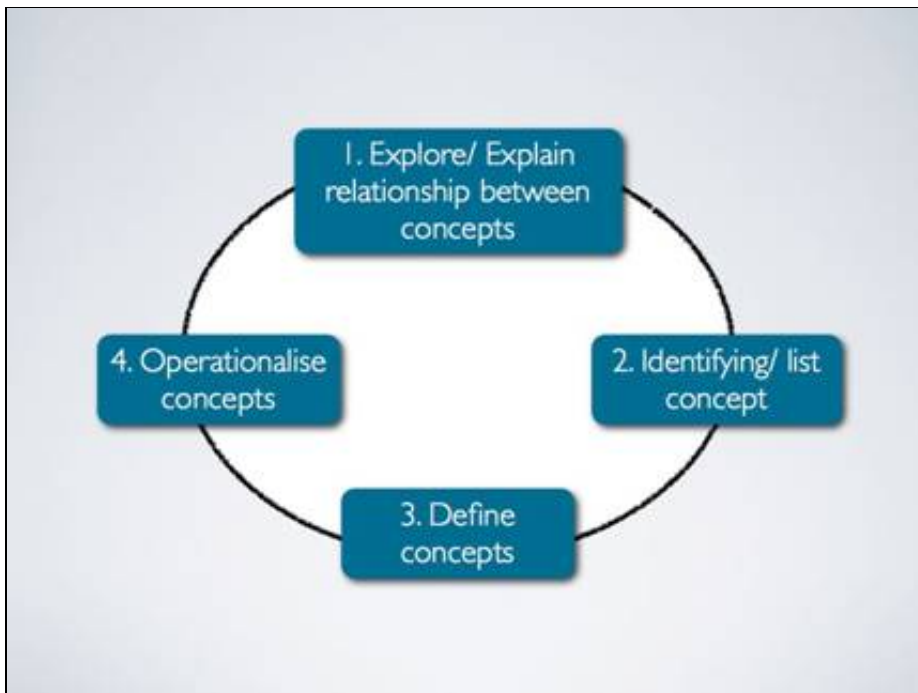 1. Explore/ Explain
relationship between
concepts
2. Identifying/ list
concept
3. Define
concepts
4. Operationalise
concepts